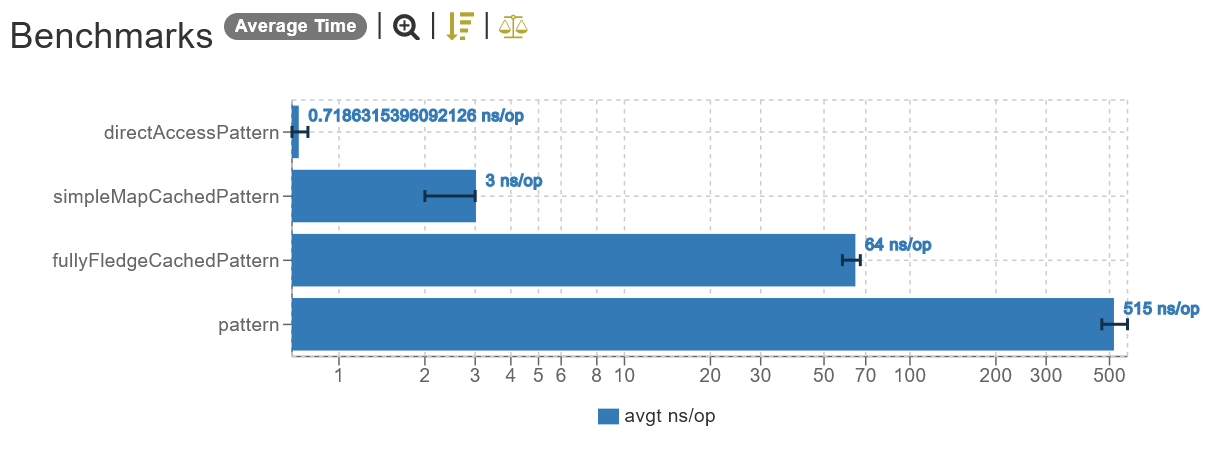 Benchmarks Average Time
directAccessPattern 0.7186315396092126 ns/op
simpleMapCachedPattern 3 ns/op
fullyFledgeCachedPattern 64 ns/op
pattern 515 ns/op
1 2 3 4 5 6 8 10 20 30 50 70 100 200 300 500
avgt ns/op